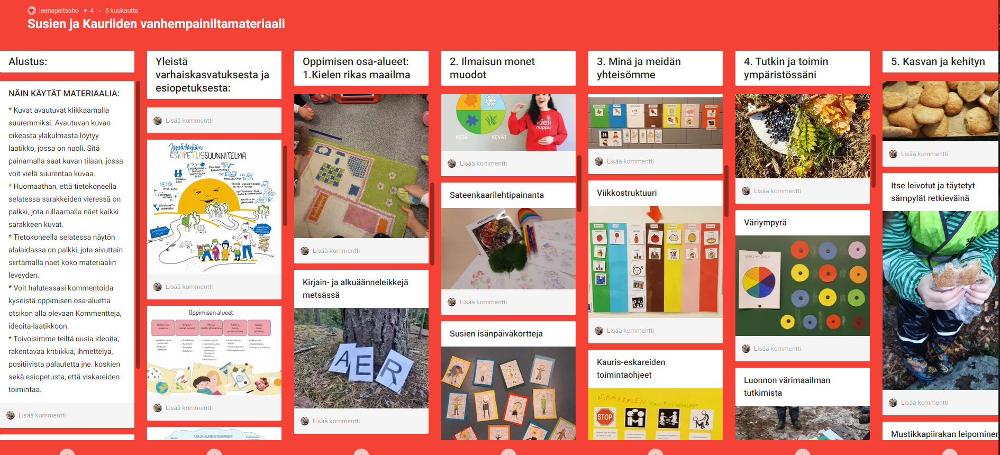 leenapeltsaho + 4 • 5 kuukautta
Susien ja Kauriiden vanhempainiltamateriaali
Alustus:
NÄIN KÄYTÄT MATERIAALIA:
* Kuvat avautuvat klikkaamalla
suuremmiksi. Avautuvan kuvan
oikeasta yläkulmasta löytyy
laatikko, jossa on nuoli. Sitä
painamalla saat kuvan tilaan, jossa
voit vielä suurentaa kuvaa.
* Huomaathan, että tietokoneella
selatessa sarakkeiden vieressä on
palkki, jota rullaamalla näet kaikki
sarakkeen kuvat.
* Tietokoneella selatessa näytön
alalaidassa on palkki, jota sivuttain
siirtämällä näet koko materiaalin
leveyden.
* Voit halutessasi kommentoida
kyseistä oppimisen osa-aluetta
otsikon alla olevaan Kommentteja,
ideoita-laatikkoon.
* Toivoisimme teiltä uusia ideoita,
rakentavaa kritiikkiä, ihmettelyä,
positiivista palautetta jne. koskien
sekä esiopetusta, että viskareiden
toimintaa.
Lisää kommentti
Yleistä
varhaiskasvatuksesta ja
esiopetuksesta:
Lisää kommentti
Jyväskylän
ESIOPETUSSUUNNITELMA
Lisää kommentti
Oppimisen alueet
Lisää kommentti
LAAJA-ALAINEN OSAAMINEN
Oppimisen osa-alueet:
1.Kielen rikas maailma
Lisää kommentti
Kirjain- ja alkuäänneleikkejä
metsässä
A E R
Lisää kommentti
2. Ilmaisun monet
muodot
KESÄ KEVÄT
kieli
nuppu
Lisää kommentti
Sateenkaarilehtipainanta
VÄRIYMPYRÄ
Lisää kommentti
Susien isänpäiväkortteja
3. Minä ja meidän
yhteisömme
Lisää kommentti
Viikkostruktuuri
Lisää kommentti
Kauris-eskareiden
toimintaohjeet
ESKAREIDEN TOIMINTAOHJEET
STOP
4. Tutkin ja toimin
ympäristössäni
Lisää kommentti
Väriympyrä
VÄRIYMPYRÄ
Lisää kommentti
Luonnon värimaailman
tutkimista
5. Kasvan ja kehityn
Lisää kommentti
Itse leivotut ja täytetyt
sämpylät retkieväinä
Lisää kommentti
Mustikkapiirakan leipominen